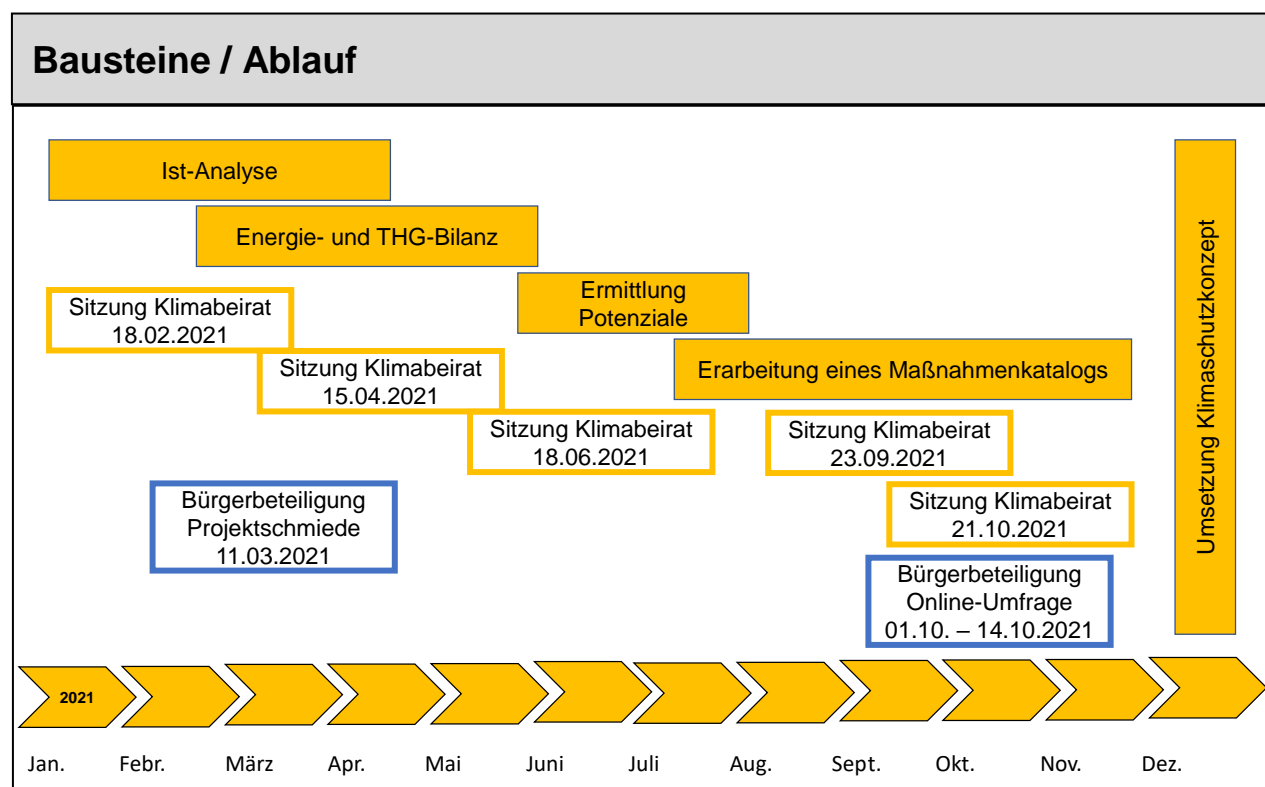 Bausteine / Ablauf
Ist-Analyse
Energie- und THG-Bilanz
Ermittlung
Potenziale
Sitzung Klimabeirat
18.02.2021
Sitzung Klimabeirat
15.04.2021
Erarbeitung eines Maßnahmenkatalogs
Sitzung Klimabeirat
18.06.2021
Sitzung Klimabeirat
23.09.2021
Bürgerbeteiligung
Projektschmiede
11.03.2021
Sitzung Klimabeirat
21.10.2021
Bürgerbeteiligung
Online-Umfrage
01.10. – 14.10.2021
Umsetzung Klimaschutzkonzept
2021
Jan. Febr. März Apr. Mai Juni Juli Aug. Sept. Okt. Nov. Dez.